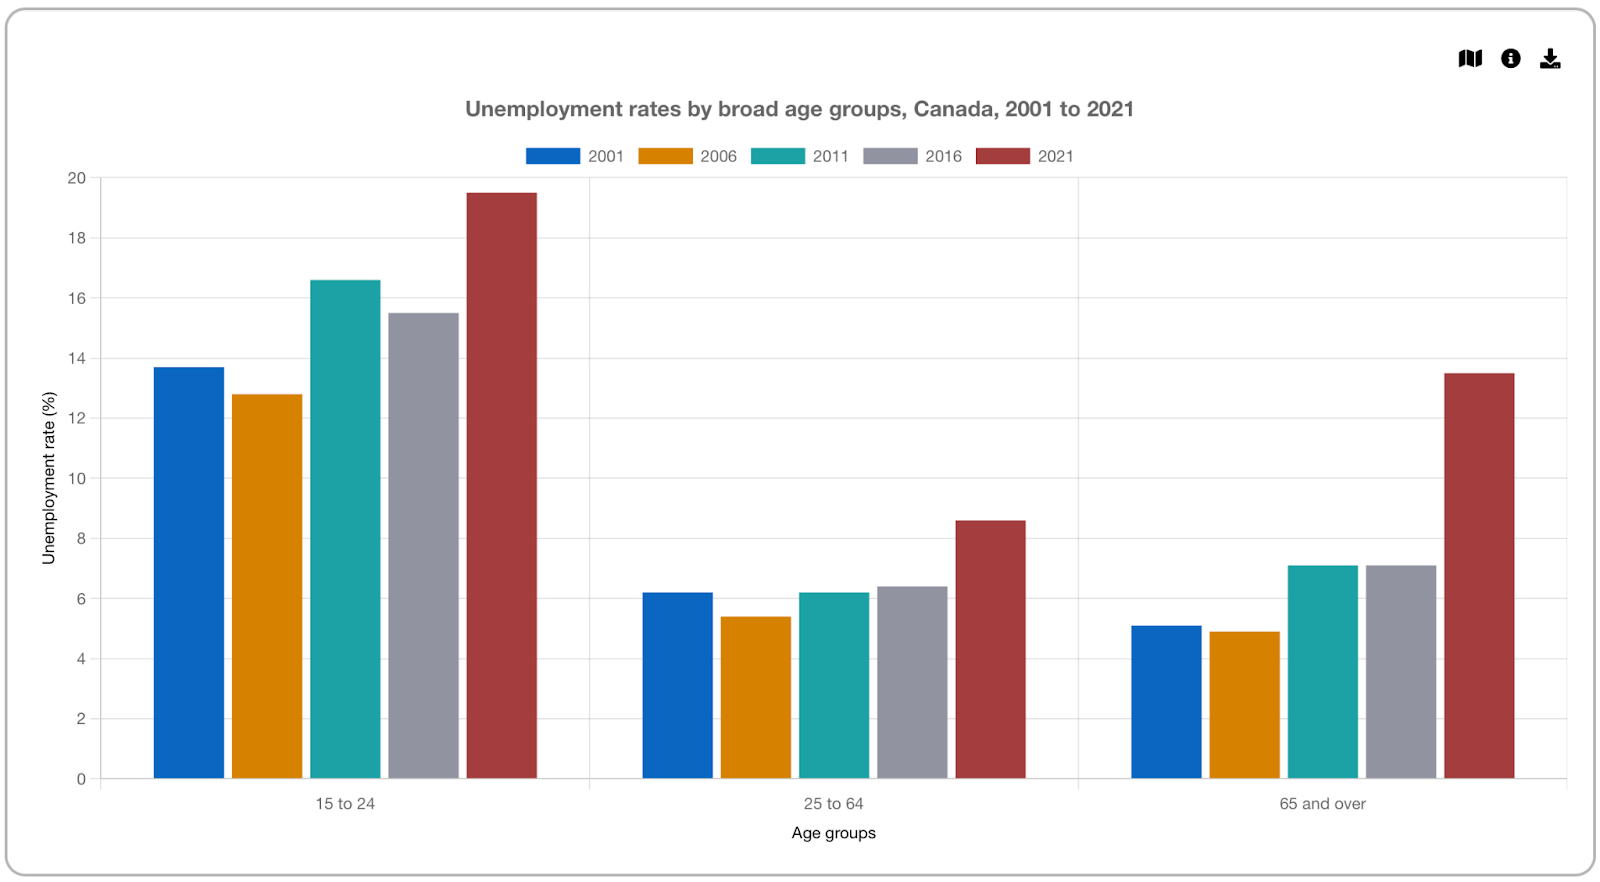 Unemployment rates by broad age groups, Canada, 2001 to 2021
2001 2006 2011 2016 2021
20
18
16
14
12
10
8
6
4
2
0
Unemployment rate (%)
15 to 24 25 to 64 65 and over
Age groups